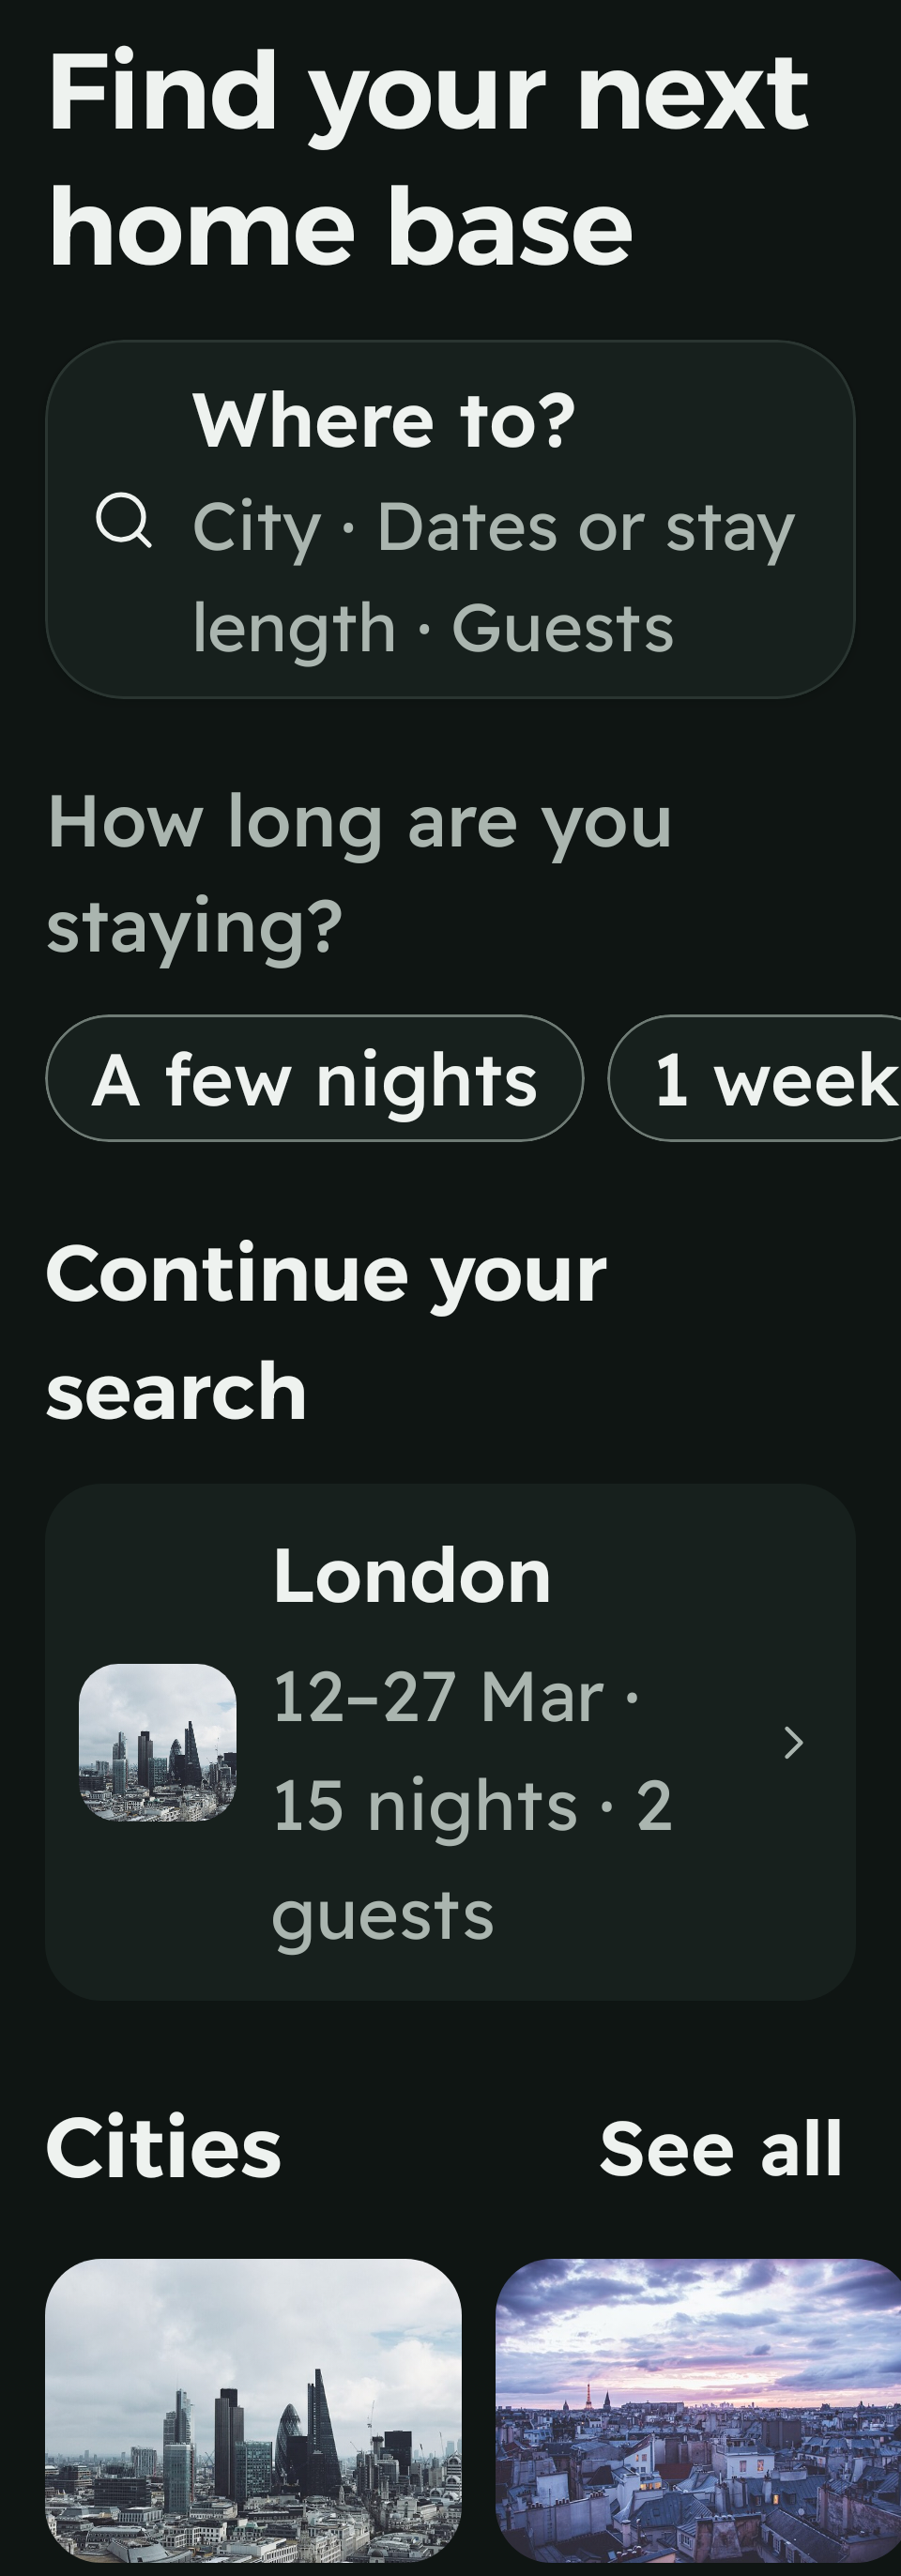 Find your next
home base
Where to?
City · Dates or stay
length · Guests
How long are you
staying?
A few nights
1 week
Continue your
search
London
12–27 Mar ·
15 nights · 2
guests
Cities
See all